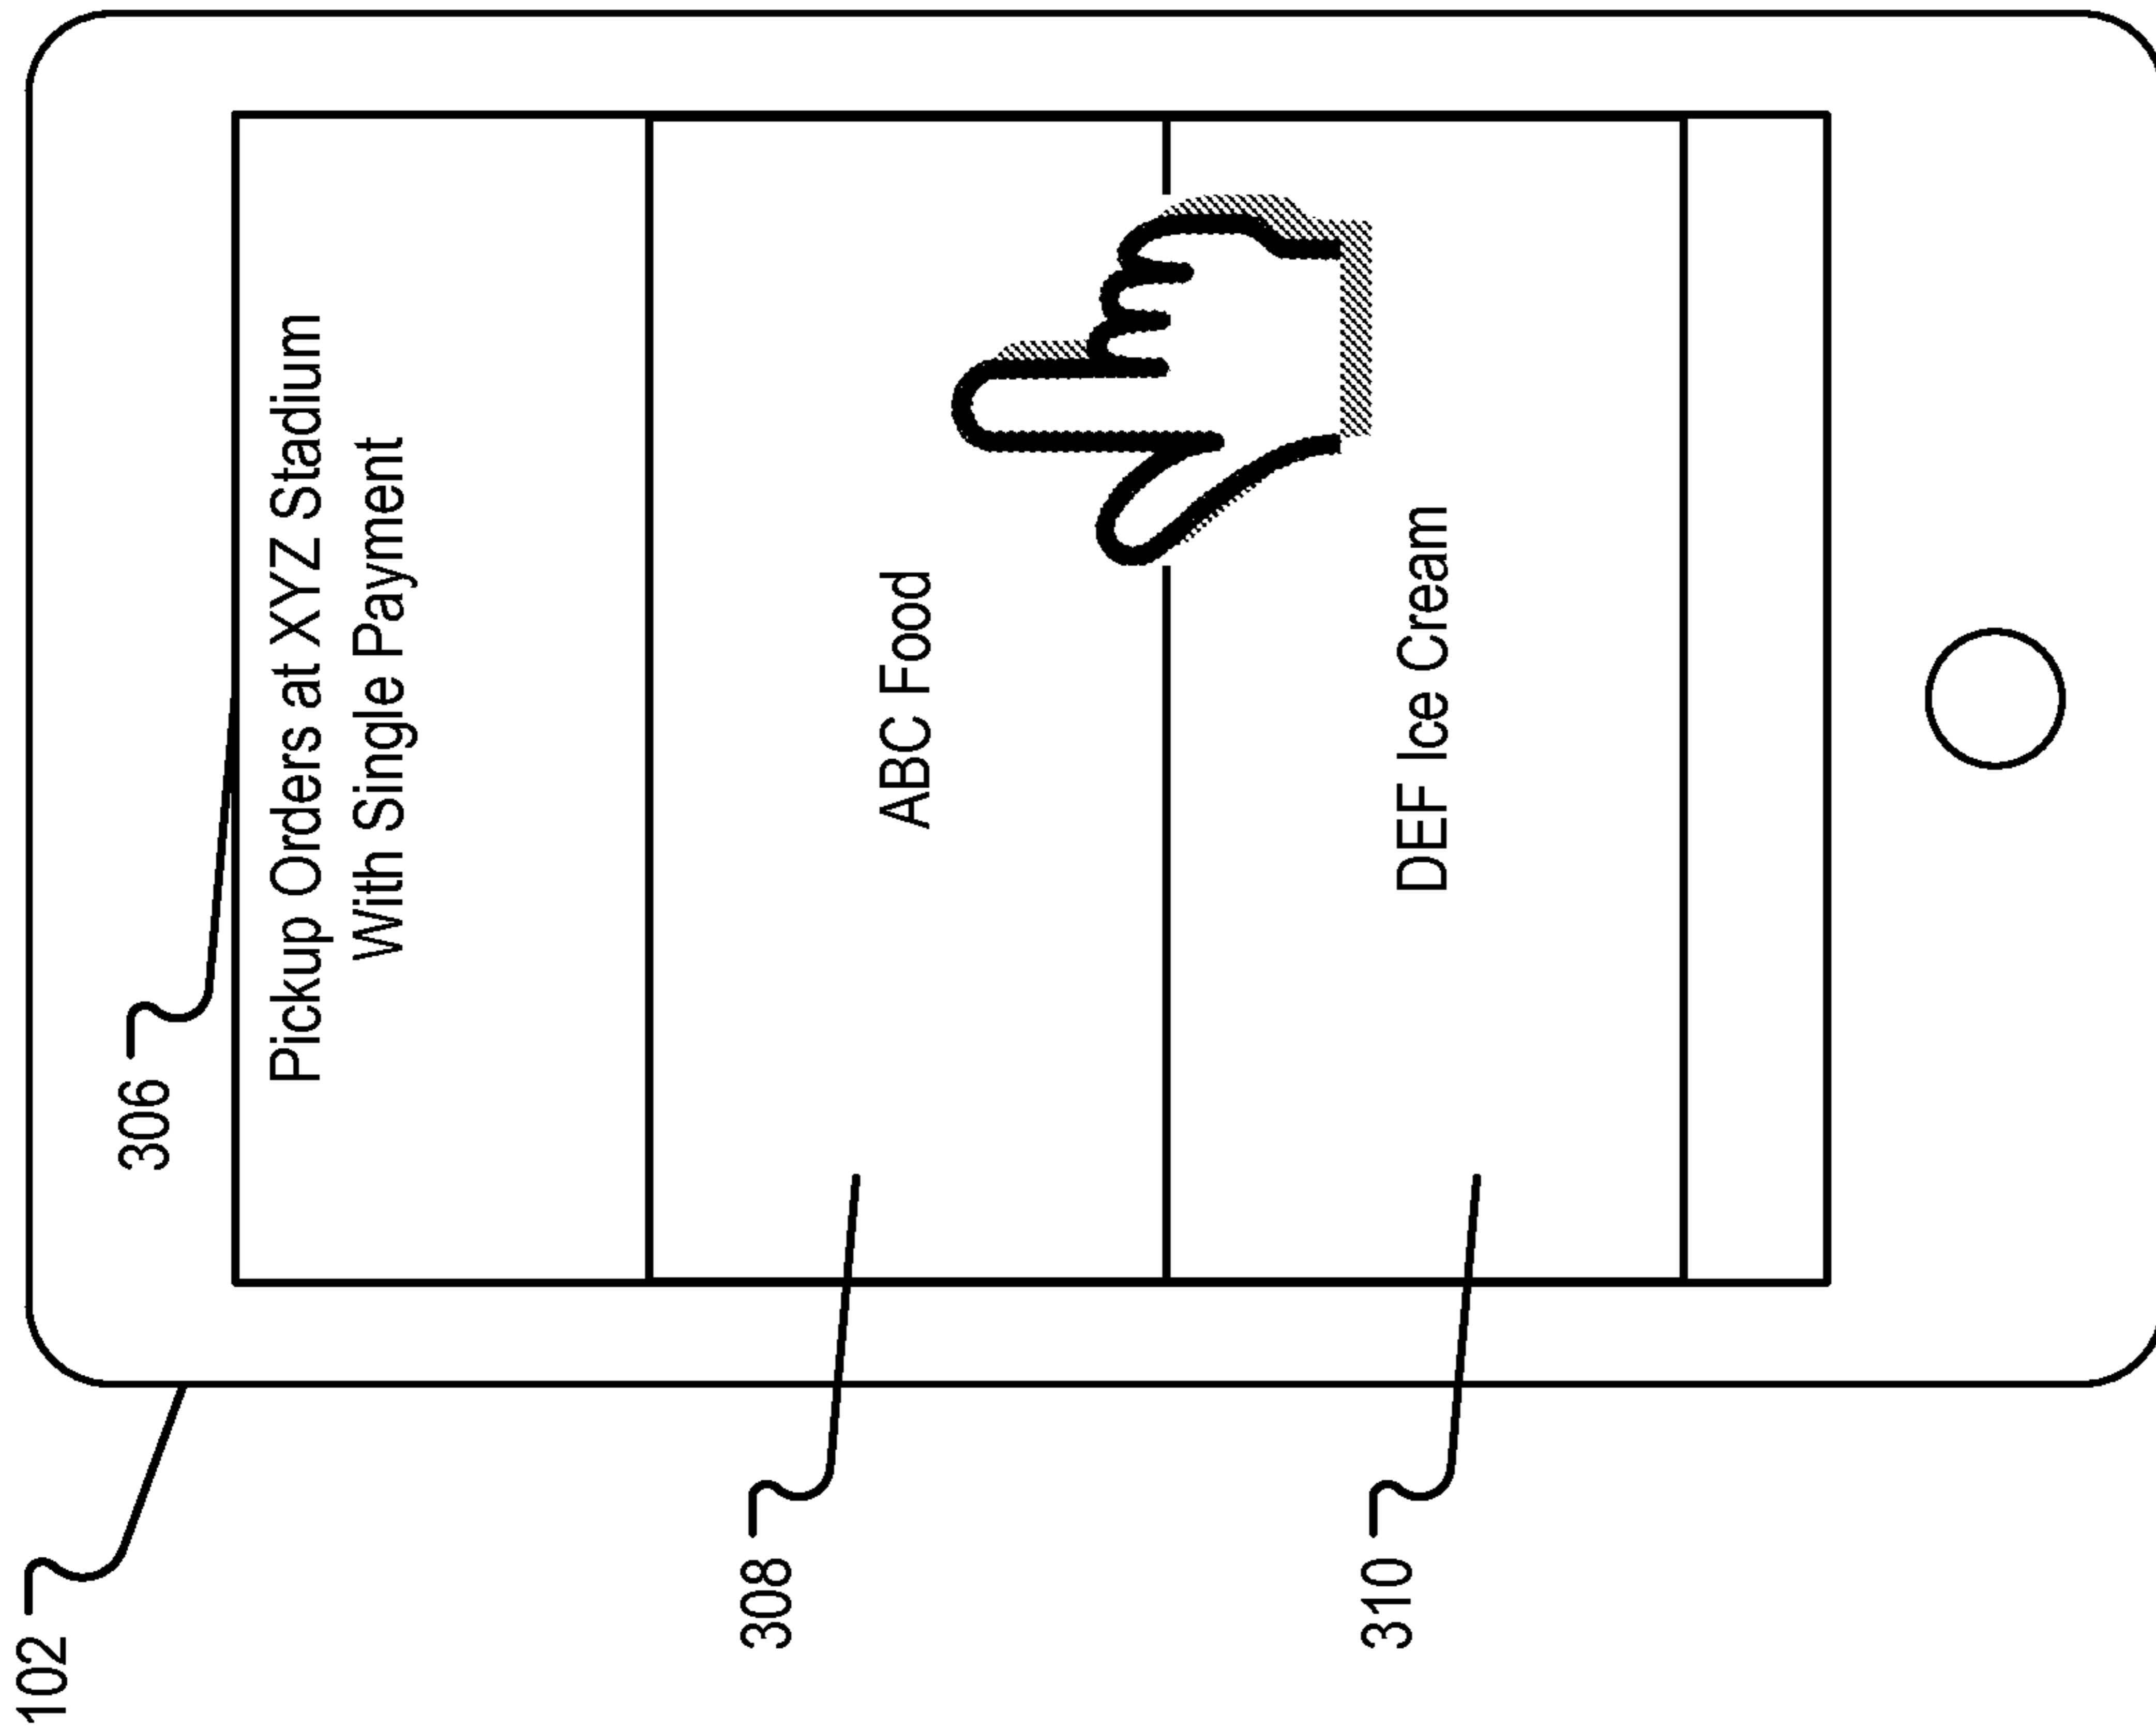 102
306
Pickup Orders at XYZ Stadium
With Single Payment
308
ABC Food
310
DEF Ice Cream